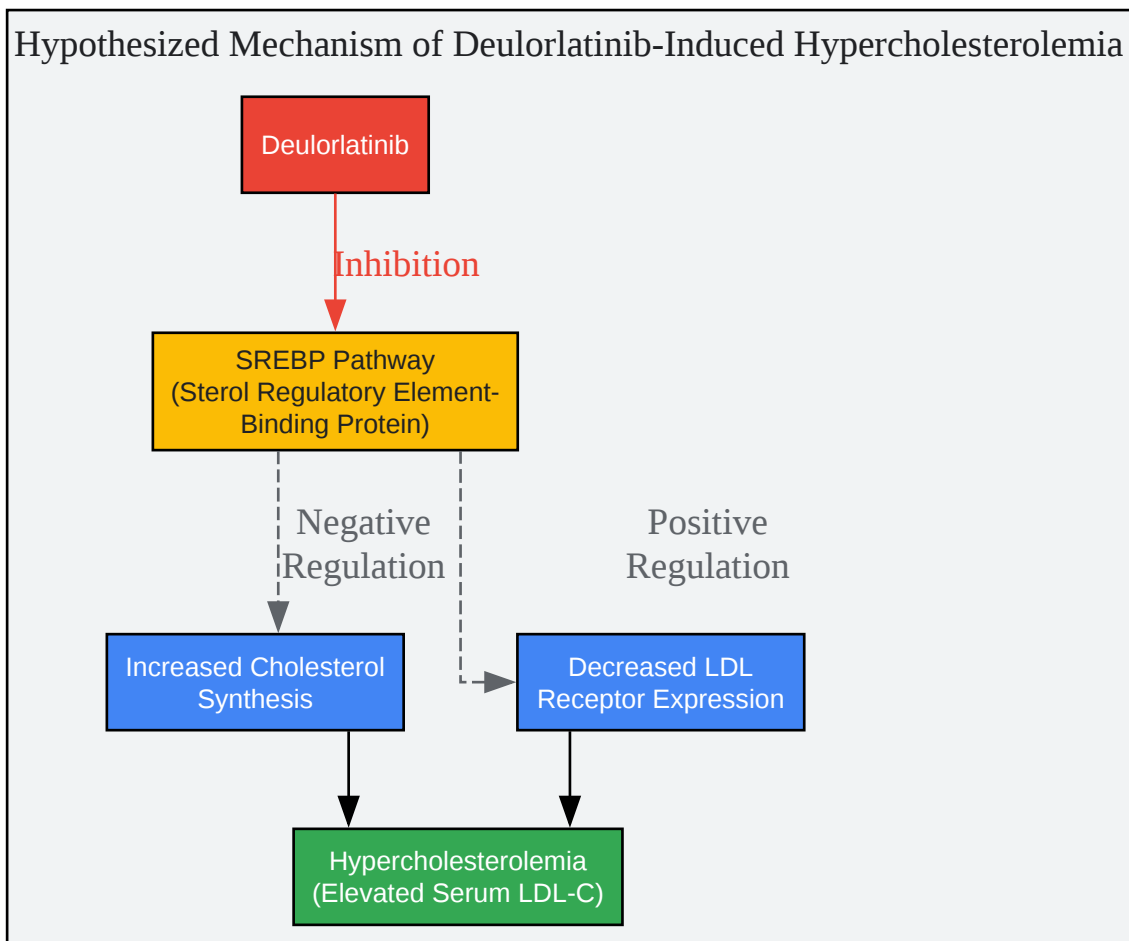 Hypothesized Mechanism of Deulorlatinib-Induced Hypercholesterolemia
Deulorlatinib
Inhibition
SREBP Pathway
(Sterol Regulatory Element-
Binding Protein)
Negative
Regulation
Positive
Regulation
Increased Cholesterol
Synthesis
Decreased LDL
Receptor Expression
Hypercholesterolemia
(Elevated Serum LDL-C)